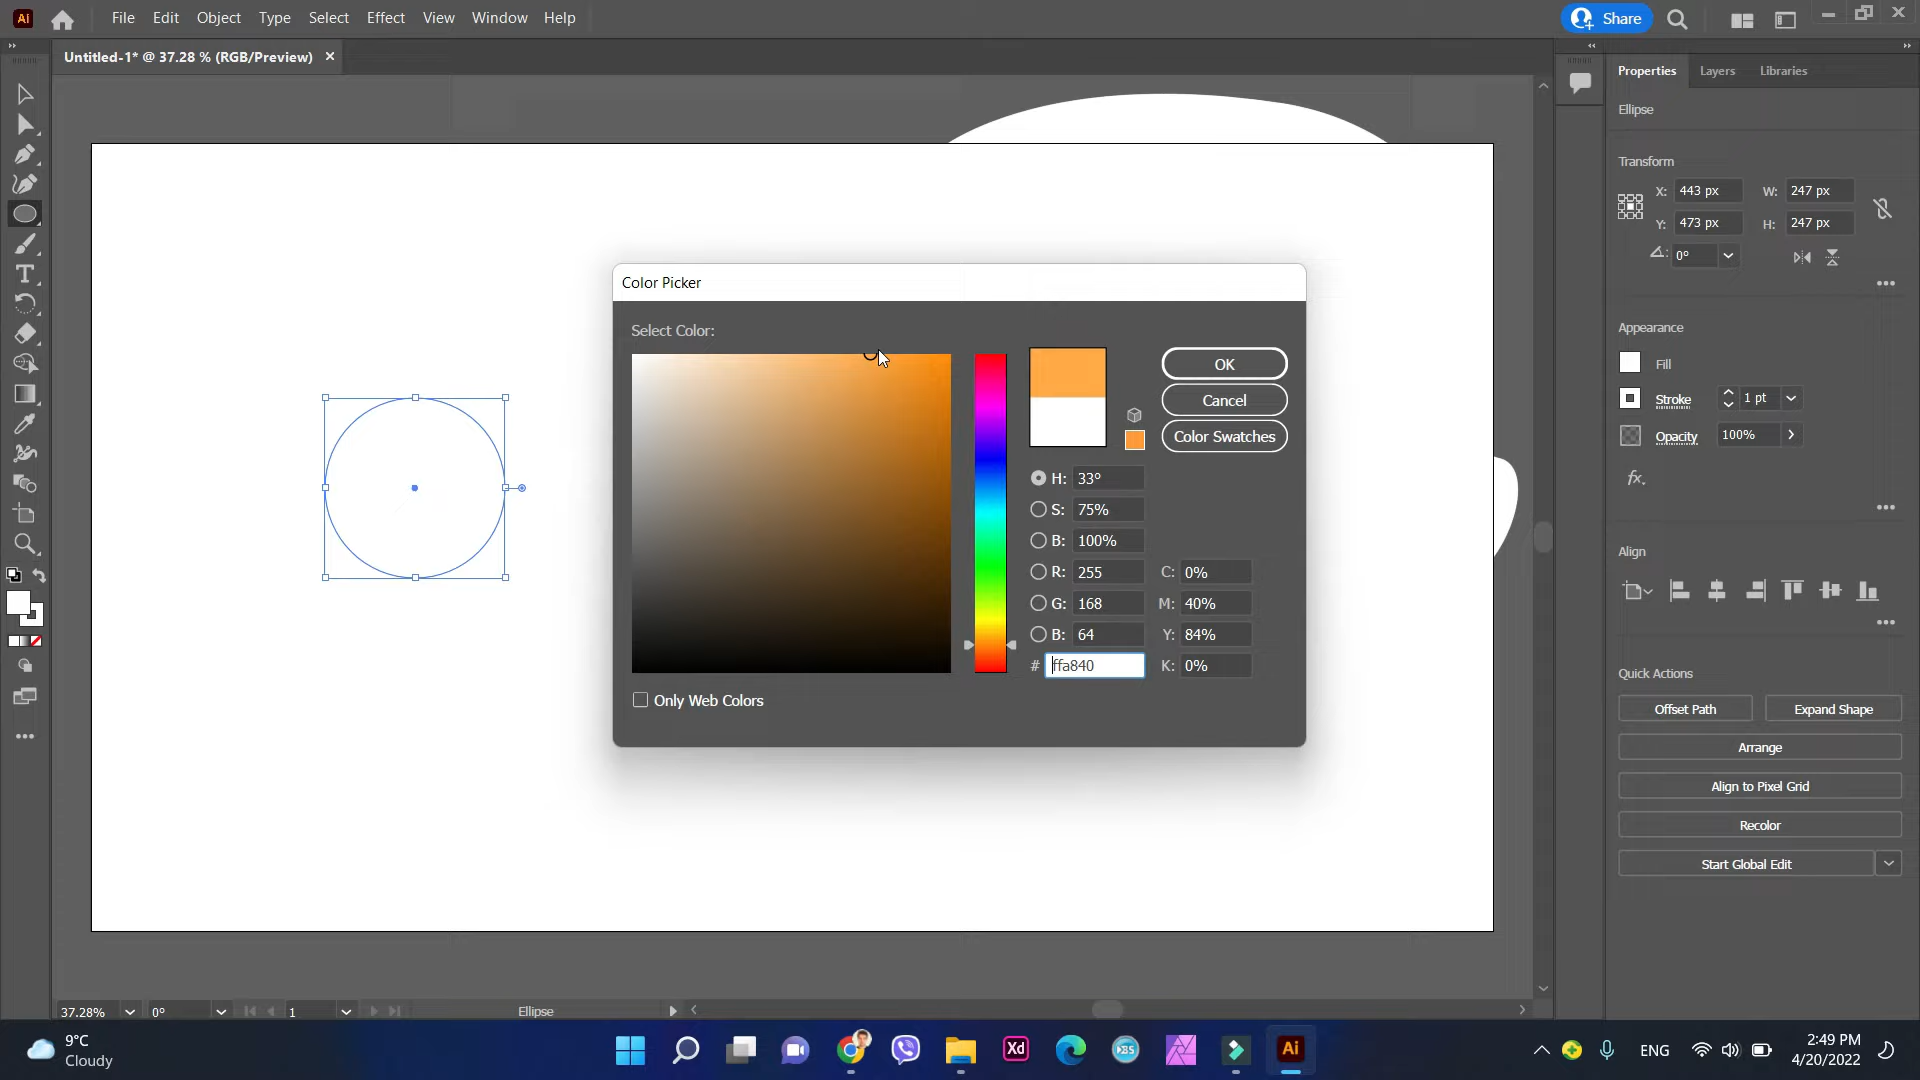 Ai File Edit Object Type Select Effect View Window Help Share
Untitled-1* @ 37.28 % (RGB/Preview)
Properties Layers Libraries
Ellipse
Transform
X: 443 px W: 247 px
Y: 473 px H: 247 px
0°
Appearance
Fill
Stroke 1 pt
Opacity 100%
fx.
Align
Quick Actions
Offset Path Expand Shape
Arrange
Align to Pixel Grid
Recolor
Start Global Edit
Color Picker
Select Color:
OK
Cancel
Color Swatches
H: 33°
S: 75%
B: 100%
R: 255 C: 0%
G: 168 M: 40%
B: 64 Y: 84%
# ffa840 K: 0%
Only Web Colors
37.28% 0° 1 Ellipse
9°C
Cloudy
Xd
Ai
ENG
2:49 PM
4/20/2022